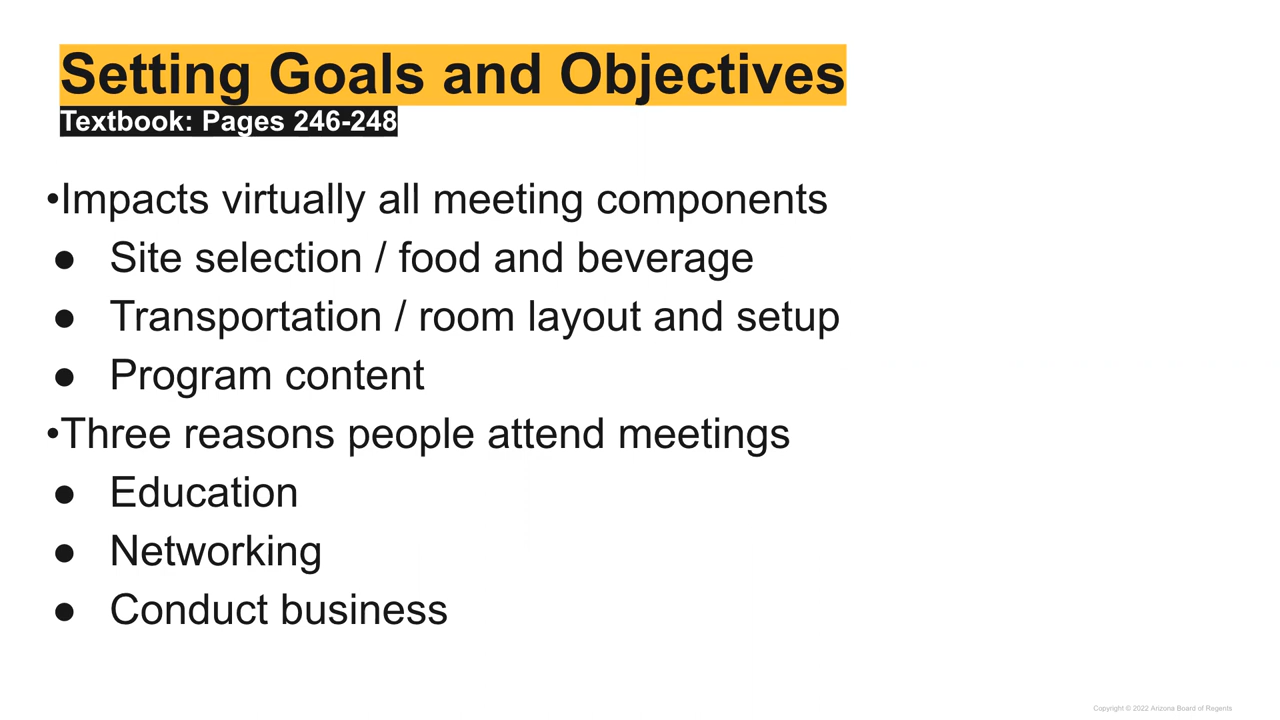 Setting Goals and Objectives
Textbook: Pages 246-248
•Impacts virtually all meeting components
● Site selection / food and beverage
● Transportation / room layout and setup
● Program content
•Three reasons people attend meetings
● Education
● Networking
● Conduct business
Copyright © 2022 Arizona Board of Regents